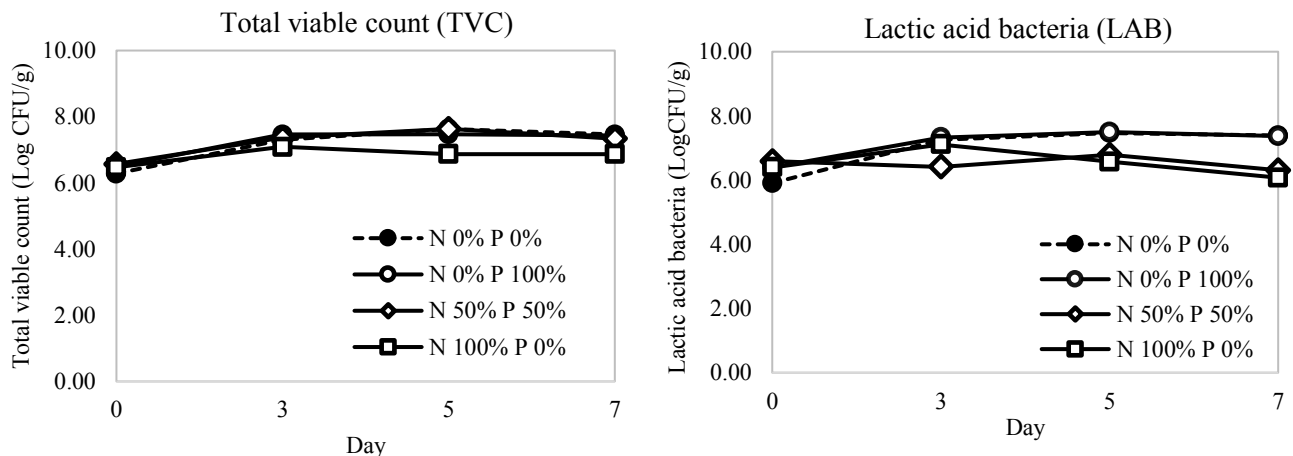 Total viable count (TVC)
Total viable count (Log CFU/g)
10.00
8.00
6.00
4.00
2.00
0.00
N 0% P 0%
N 0% P 100%
N 50% P 50%
N 100% P 0%
0
3
5
7
Day
Lactic acid bacteria (LAB)
Lactic acid bacteria (LogCFU/g)
10.00
8.00
6.00
4.00
2.00
0.00
N 0% P 0%
N 0% P 100%
N 50% P 50%
N 100% P 0%
0
3
5
7
Day